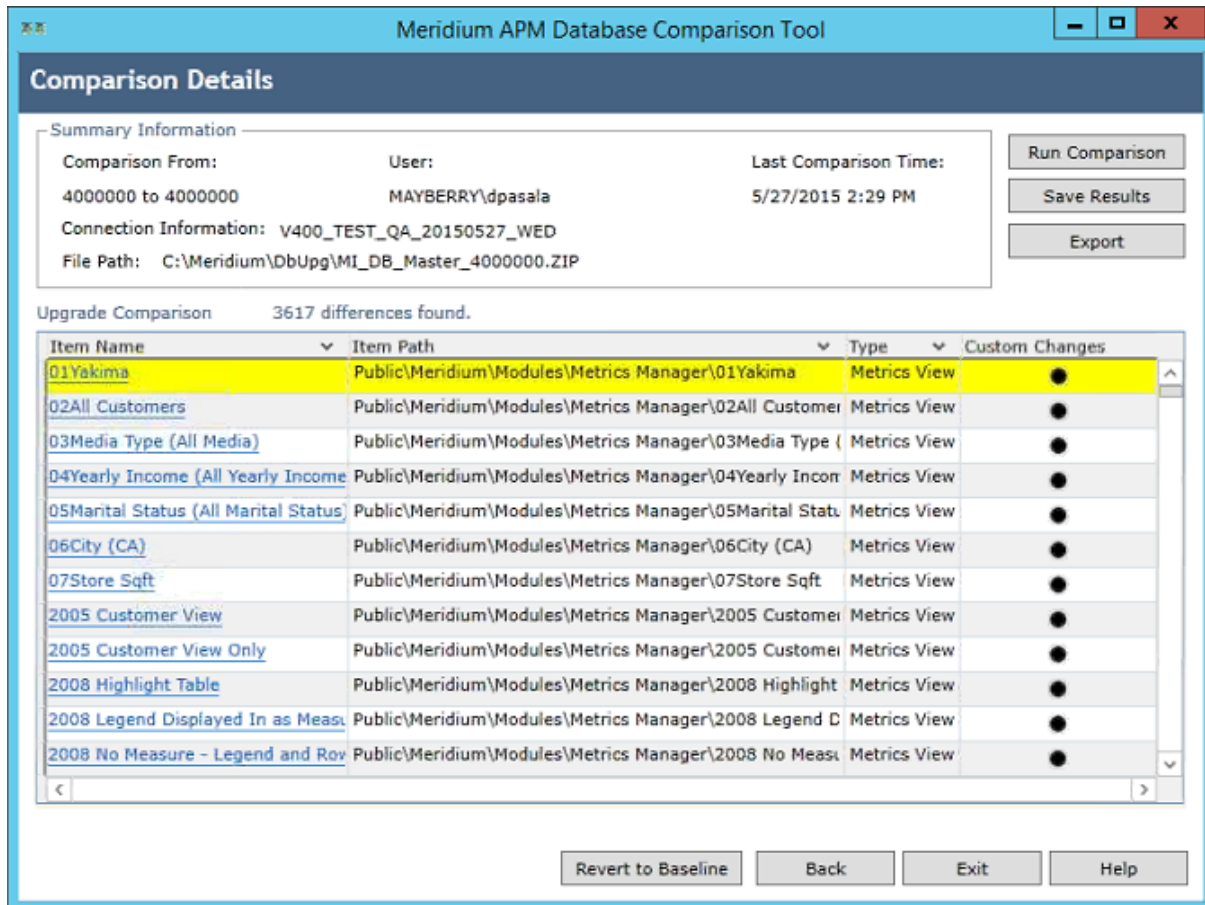 Meridium APM Database Comparison Tool
Comparison Details
Summary Information
Comparison From: User: Last Comparison Time:
4000000 to 4000000 MAYBERRY\dpasala 5/27/2015 2:29 PM
Connection Information: V400_TEST_QA_20150527_WED
File Path: C:\Meridium\DbUpg\MI_DB_Master_4000000.ZIP
Run Comparison
Save Results
Export
Upgrade Comparison 3617 differences found.
Item Name Item Path Type Custom Changes
01Yakima Public\Meridium\Modules\Metrics Manager\01Yakima Metrics View
02All Customers Public\Meridium\Modules\Metrics Manager\02All Customer Metrics View
03Media Type (All Media) Public\Meridium\Modules\Metrics Manager\03Media Type ( Metrics View
04Yearly Income (All Yearly Income Public\Meridium\Modules\Metrics Manager\04Yearly Incom Metrics View
05Marital Status (All Marital Status) Public\Meridium\Modules\Metrics Manager\05Marital Statu Metrics View
06City (CA) Public\Meridium\Modules\Metrics Manager\06City (CA) Metrics View
07Store Sqft Public\Meridium\Modules\Metrics Manager\07Store Sqft Metrics View
2005 Customer View Public\Meridium\Modules\Metrics Manager\2005 Customer Metrics View
2005 Customer View Only Public\Meridium\Modules\Metrics Manager\2005 Customer Metrics View
2008 Highlight Table Public\Meridium\Modules\Metrics Manager\2008 Highlight Metrics View
2008 Legend Displayed In as Measu Public\Meridium\Modules\Metrics Manager\2008 Legend D Metrics View
2008 No Measure - Legend and Row Public\Meridium\Modules\Metrics Manager\2008 No Measu Metrics View
Revert to Baseline Back Exit Help